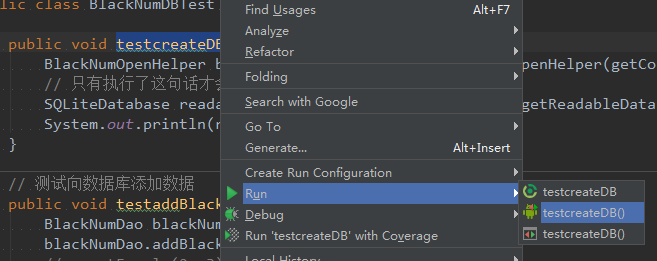 lic class BlackNumDBTest
public void testcreateDB
BlackNumOpenHelper b
penHelper(getCo
// 只有执行了这句话才会
SQLiteDatabase reada
getReadableData
System.out.println(r
}
// 测试向数据库添加数据
public void testaddBlack
BlackNumDao blackNum
blackNumDao.addBlack
Find Usages Alt+F7
Analyze
Refactor
Folding
Search with Google
Go To
Generate... Alt+Insert
Create Run Configuration
Run
Debug
Run 'testcreateDB' with Coverage
Local History
testcreateDB
testcreateDB()
testcreateDB()